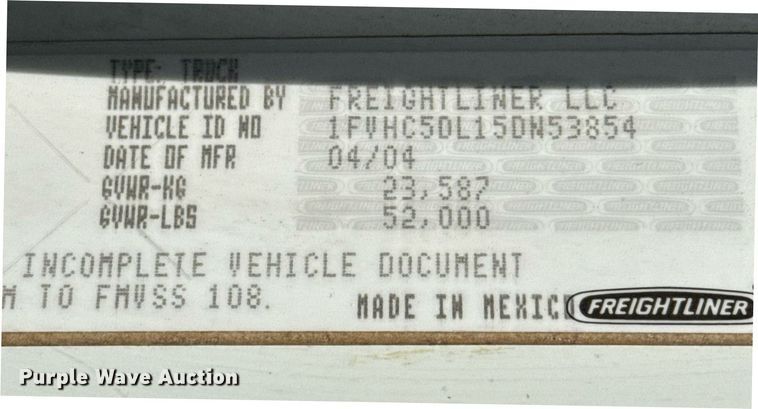 TYPE: TRUCK
MANUFACTURED BY FREIGHTLINER LLC
VEHICLE ID NO 1FVHC5DL15DN53854
DATE OF MFR 04/04
GVWR-KG 23,587
GVWR-LBS 52,000
INCOMPLETE VEHICLE DOCUMENT
TO FMVSS 108.
MADE IN MEXIC
FREIGHTLINER
Purple Wave Auction